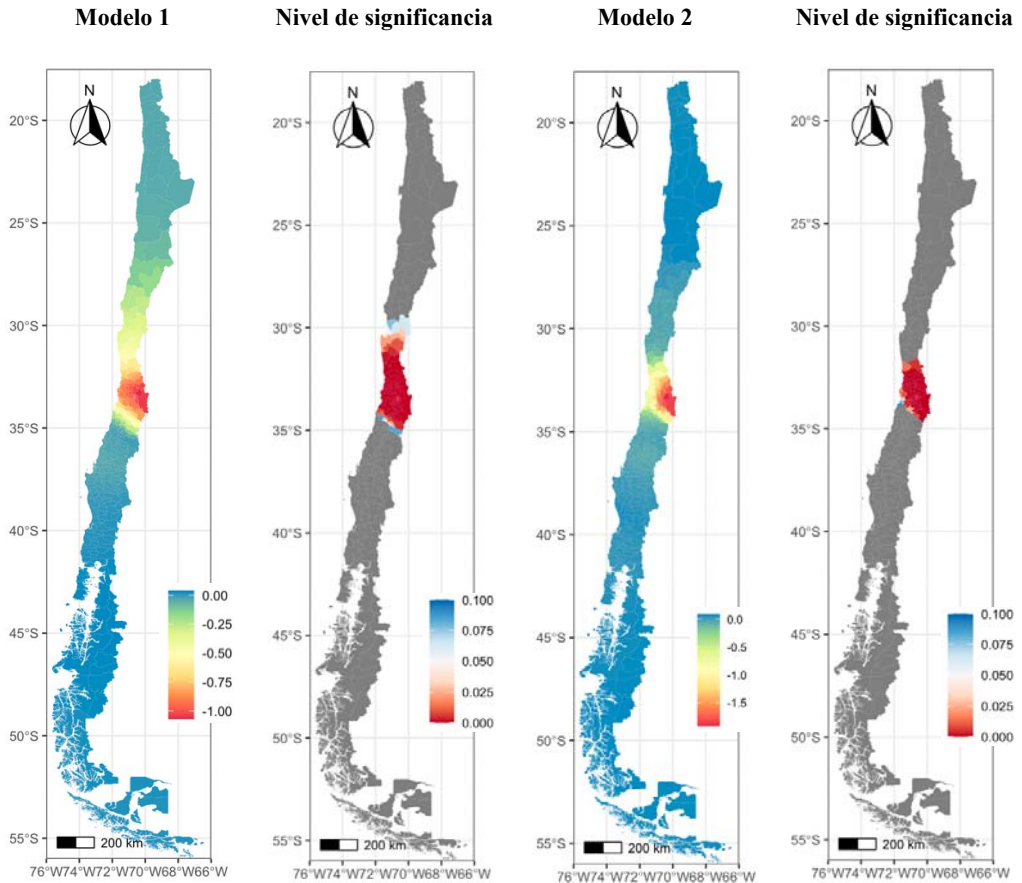 Modelo 1
Nivel de significancia
Modelo 2
Nivel de significancia
N
20°S
25°S
30°S
35°S
40°S
45°S
50°S
55°S
0.00
-0.25
-0.50
-0.75
-1.00
200 km
76°W74°W72°W70°W68°W66°W
N
20°S
25°S
30°S
35°S
40°S
45°S
50°S
55°S
0.100
0.075
0.050
0.025
0.000
200 km
76°W74°W72°W70°W68°W66°W
N
20°S
25°S
30°S
35°S
40°S
45°S
50°S
55°S
0.0
-0.5
-1.0
-1.5
200 km
76°W74°W72°W70°W68°W66°W
N
20°S
25°S
30°S
35°S
40°S
45°S
50°S
55°S
0.100
0.075
0.050
0.025
0.000
200 km
76°W74°W72°W70°W68°W66°W